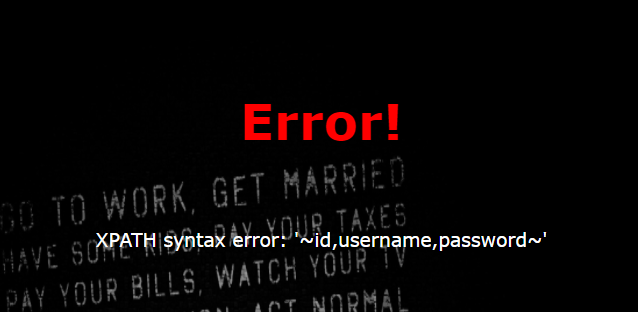 Error!
GO TO WORK, GET MARRIED
HAVE SOME KIDS, PAY YOUR TAXES
XPATH syntax error: '~id,username,password~'
PAY YOUR BILLS, WATCH YOUR TV
ACT NORMAL